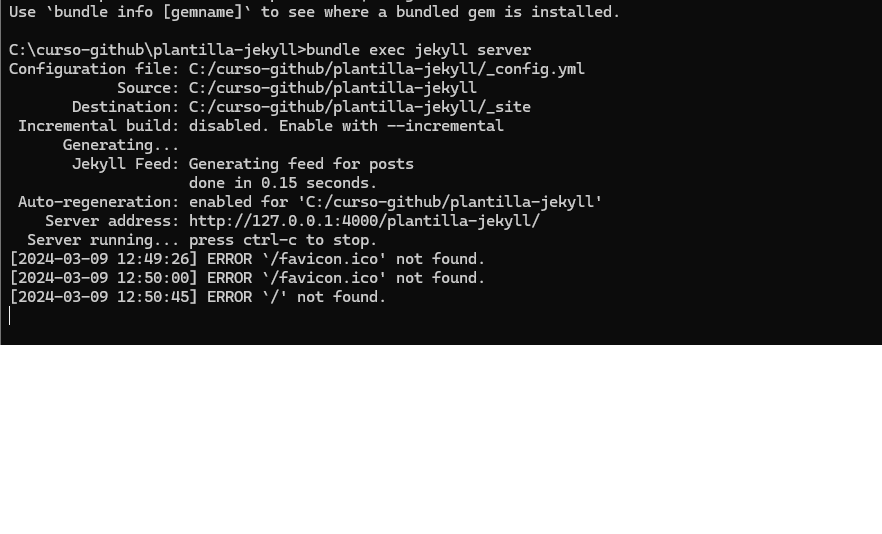 Use `bundle info [gemname]` to see where a bundled gem is installed.
C:\curso-github\plantilla-jekyll>bundle exec jekyll server
Configuration file: C:/curso-github/plantilla-jekyll/_config.yml
Source: C:/curso-github/plantilla-jekyll
Destination: C:/curso-github/plantilla-jekyll/_site
Incremental build: disabled. Enable with --incremental
Generating...
Jekyll Feed: Generating feed for posts
done in 0.15 seconds.
Auto-regeneration: enabled for 'C:/curso-github/plantilla-jekyll'
Server address: http://127.0.0.1:4000/plantilla-jekyll/
Server running... press ctrl-c to stop.
[2024-03-09 12:49:26] ERROR `/favicon.ico' not found.
[2024-03-09 12:50:00] ERROR `/favicon.ico' not found.
[2024-03-09 12:50:45] ERROR `/' not found.